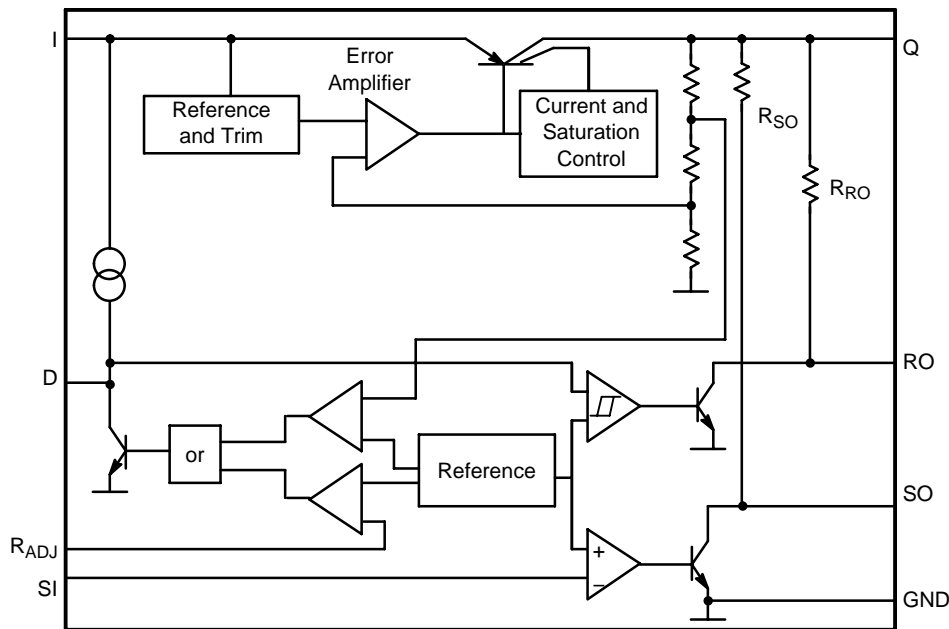 I
Q
Error
Amplifier
Reference
and Trim
Current and
Saturation
Control
RSO
RRO
D
RO
or
Reference
SO
RADJ
SI
+
−
GND